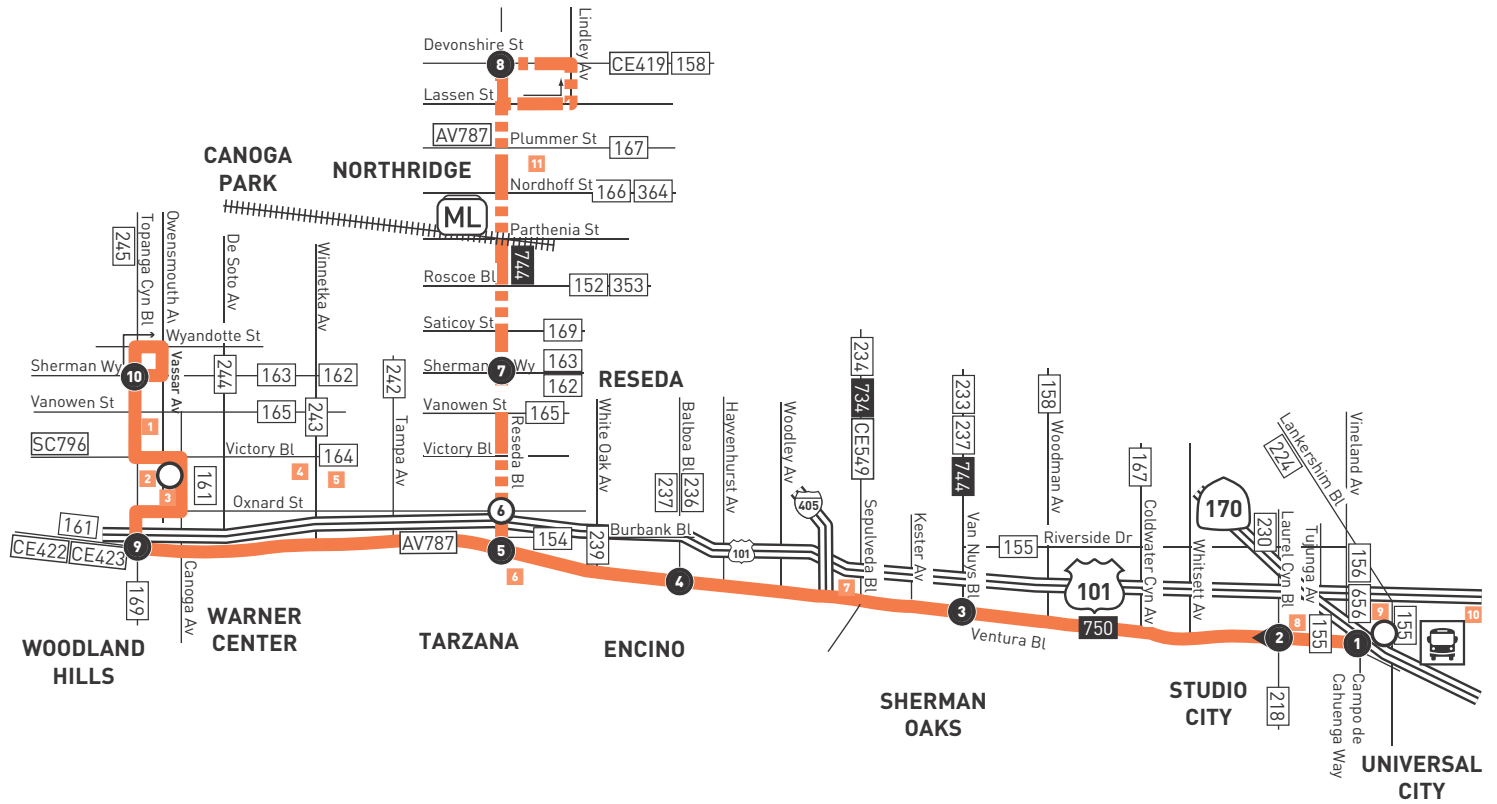 Devonshire St
Lindley Av
8
CE419
158
Lassen St
AV787
Plummer St
167
11
CANOGA
PARK
NORTHRIDGE
Nordhoff St
166
364
ML
Parthenia St
744
Roscoe Bl
152
353
Saticoy St
169
Sherman Wy
7
163
162
RESEDA
Vanowen St
165
Victory Bl
Reseda Bl
245
Topanga Cyn Bl
Owensmouth Av
De Soto Av
Winnetka Av
Wyandotte St
Sherman Wy
10
Vassar Av
244
163
162
242
Vanowen St
165
243
1
SC796
Victory Bl
164
Tampa Av
2
3
161
4
5
Oxnard St
6
161
CE422
CE423
9
AV787
5
6
154
239
White Oak Av
Burbank Bl
237
236
Balboa Bl
Hayvenhurst Av
Woodley Av
4
101
405
234
734
CE549
Sepulveda Bl
7
Kester Av
233
237
744
Van Nuys Bl
3
158
Woodman Av
155
Riverside Dr
101
750
Ventura Bl
167
Coldwater Cyn Av
Whitsett Av
170
230
Laurel Cyn Bl
Tujunga Av
2
8
155
218
224
Lankershim Bl
Vineland Av
156
656
1
9
155
10
Campo de
Cahuenga Way
169
Canoga Av
WOODLAND
HILLS
WARNER
CENTER
TARZANA
ENCINO
SHERMAN
OAKS
STUDIO
CITY
UNIVERSAL
CITY